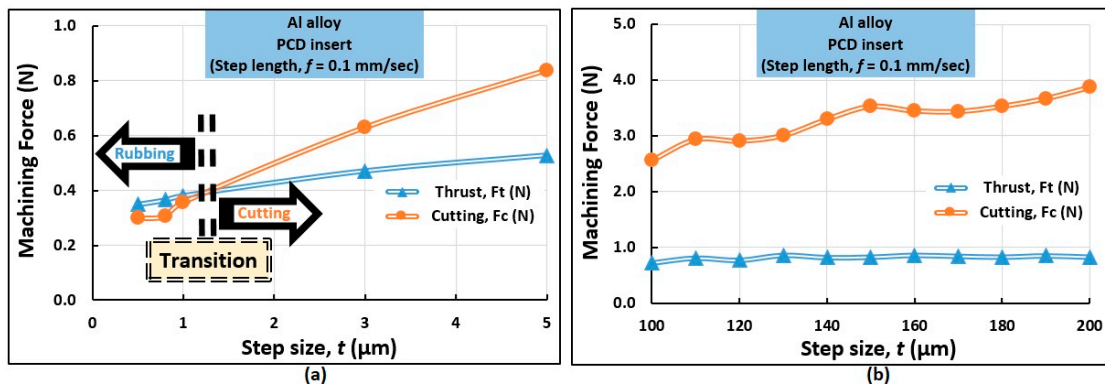 Al alloy
PCD insert
(Step length, f = 0.1 mm/sec)
Machining Force (N)
1.0
0.8
0.6
0.4
0.2
0.0
Rubbing
Cutting
Transition
Thrust, Ft (N)
Cutting, Fc (N)
0 1 2 3 4 5
Step size, t (µm)
(a)
Al alloy
PCD insert
(Step length, f = 0.1 mm/sec)
Machining Force (N)
5.0
4.0
3.0
2.0
1.0
0.0
Thrust, Ft (N)
Cutting, Fc (N)
100 120 140 160 180 200
Step size, t (µm)
(b)